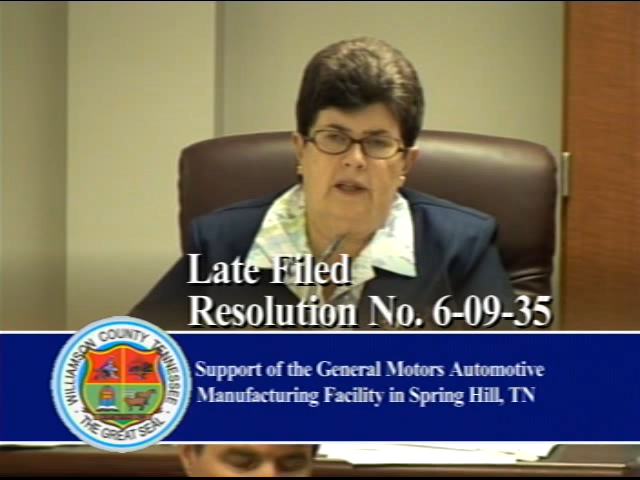 Late Filed
Resolution No. 6-09-35
WILLIAMSON COUNTY TENNESSEE
THE GREAT SEAL
Support of the General Motors Automotive
Manufacturing Facility in Spring Hill, TN